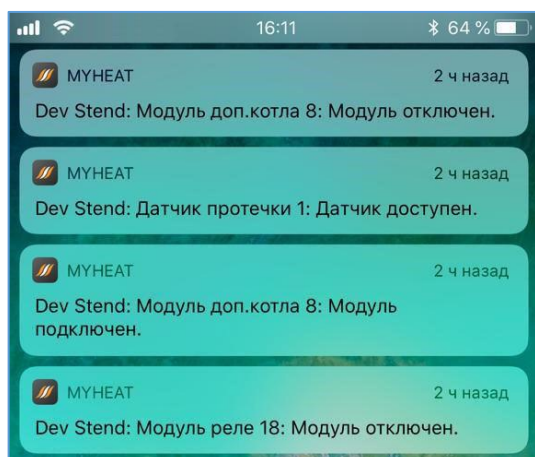 16:11 64 %
MYHEAT 2 ч назад
Dev Stend: Модуль доп.котла 8: Модуль отключен.
MYHEAT 2 ч назад
Dev Stend: Датчик протечки 1: Датчик доступен.
MYHEAT 2 ч назад
Dev Stend: Модуль доп.котла 8: Модуль
подключен.
MYHEAT 2 ч назад
Dev Stend: Модуль реле 18: Модуль отключен.